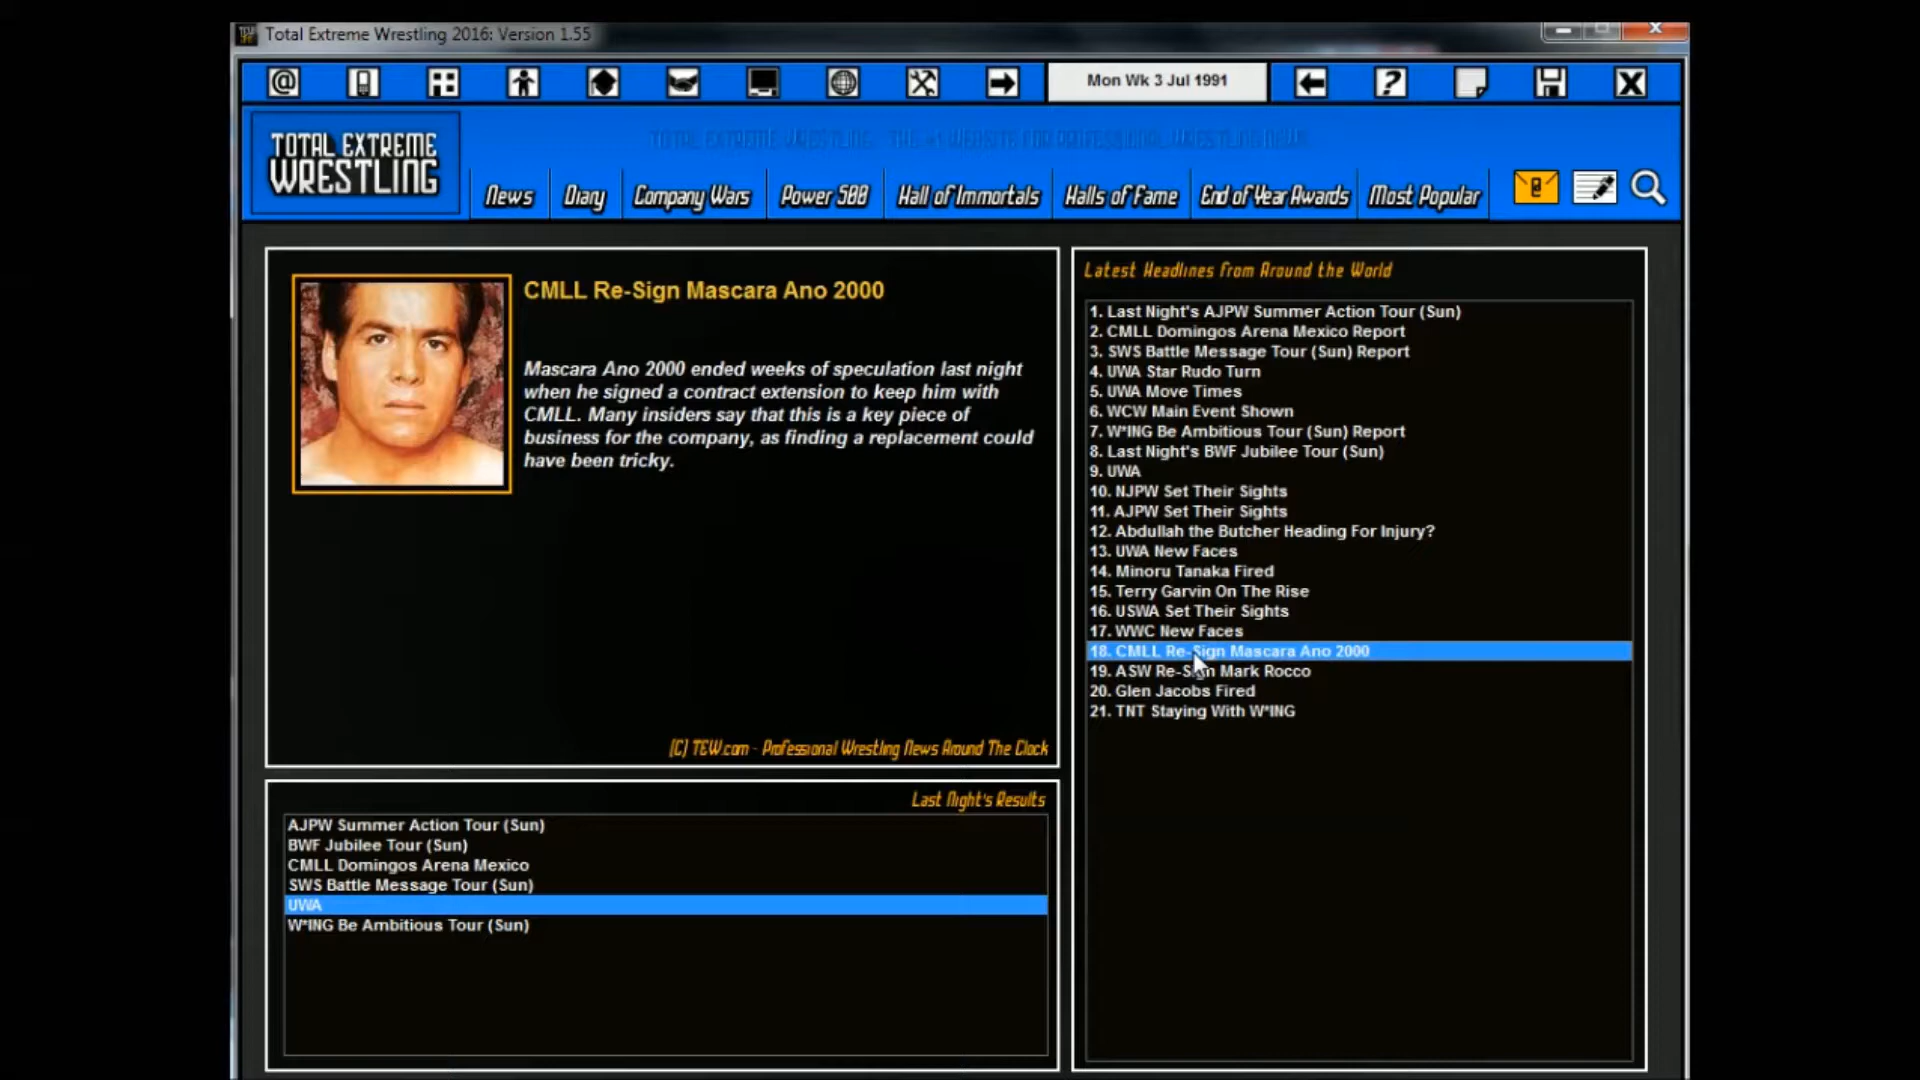 Total Extreme Wrestling 2016: Version 1.55
Mon Wk 3 Jul 1991
TOTAL EXTREME
WRESTLING
TOTAL EXTREME WRESTLING - THE #1 WEBSITE FOR PROFESSIONAL WRESTLING NEWS
News
Diary
Company Wars
Power 500
Hall of Immortals
Halls of Fame
End of Year Awards
Most Popular
CMLL Re-Sign Mascara Ano 2000
Mascara Ano 2000 ended weeks of speculation last night
when he signed a contract extension to keep him with
CMLL. Many insiders say that this is a key piece of
business for the company, as finding a replacement could
have been tricky.
(C) TEW.com - Professional Wrestling News Around The Clock
Last Night's Results
AJPW Summer Action Tour (Sun)
BWF Jubilee Tour (Sun)
CMLL Domingos Arena Mexico
SWS Battle Message Tour (Sun)
UWA
W*ING Be Ambitious Tour (Sun)
Latest Headlines From Around the World
1. Last Night's AJPW Summer Action Tour (Sun)
2. CMLL Domingos Arena Mexico Report
3. SWS Battle Message Tour (Sun) Report
4. UWA Star Rudo Turn
5. UWA Move Times
6. WCW Main Event Shown
7. W*ING Be Ambitious Tour (Sun) Report
8. Last Night's BWF Jubilee Tour (Sun)
9. UWA
10. NJPW Set Their Sights
11. AJPW Set Their Sights
12. Abdullah the Butcher Heading For Injury?
13. UWA New Faces
14. Minoru Tanaka Fired
15. Terry Garvin On The Rise
16. USWA Set Their Sights
17. WWC New Faces
18. CMLL Re-Sign Mascara Ano 2000
19. ASW Re-Sign Mark Rocco
20. Glen Jacobs Fired
21. TNT Staying With W*ING